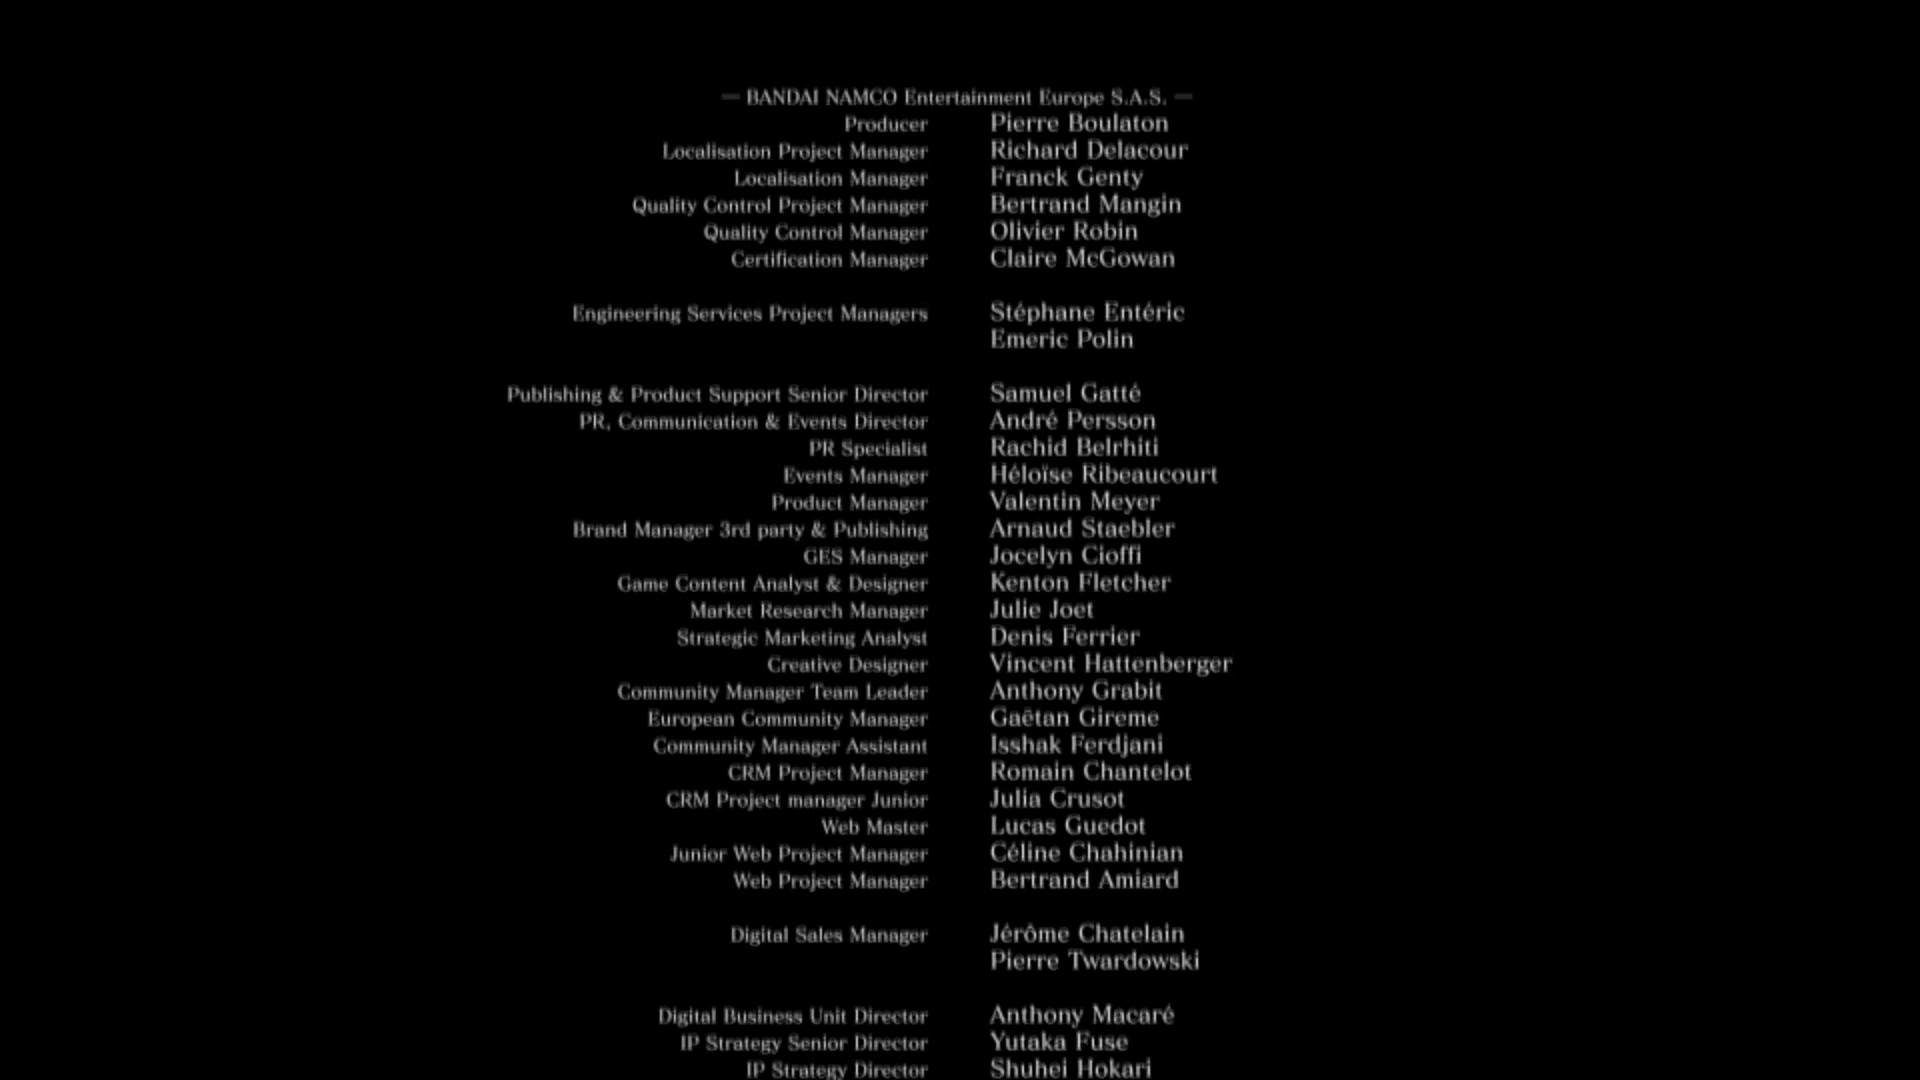 — BANDAI NAMCO Entertainment Europe S.A.S. —
Producer Pierre Boulaton
Localisation Project Manager Richard Delacour
Localisation Manager Franck Genty
Quality Control Project Manager Bertrand Mangin
Quality Control Manager Olivier Robin
Certification Manager Claire McGowan
Engineering Services Project Managers Stéphane Entéric
Emeric Polin
Publishing & Product Support Senior Director Samuel Gatté
PR, Communication & Events Director André Persson
PR Specialist Rachid Belrhiti
Events Manager Héloïse Ribeaucourt
Product Manager Valentin Meyer
Brand Manager 3rd party & Publishing Arnaud Staebler
GES Manager Jocelyn Cioffi
Game Content Analyst & Designer Kenton Fletcher
Market Research Manager Julie Joet
Strategic Marketing Analyst Denis Ferrier
Creative Designer Vincent Hattenberger
Community Manager Team Leader Anthony Grabit
European Community Manager Gaëtan Gireme
Community Manager Assistant Isshak Ferdjani
CRM Project Manager Romain Chantelot
CRM Project manager Junior Julia Crusot
Web Master Lucas Guedot
Junior Web Project Manager Céline Chahinian
Web Project Manager Bertrand Amiard
Digital Sales Manager Jérôme Chatelain
Pierre Twardowski
Digital Business Unit Director Anthony Macaré
IP Strategy Senior Director Yutaka Fuse
IP Strategy Director Shuhei Hokari